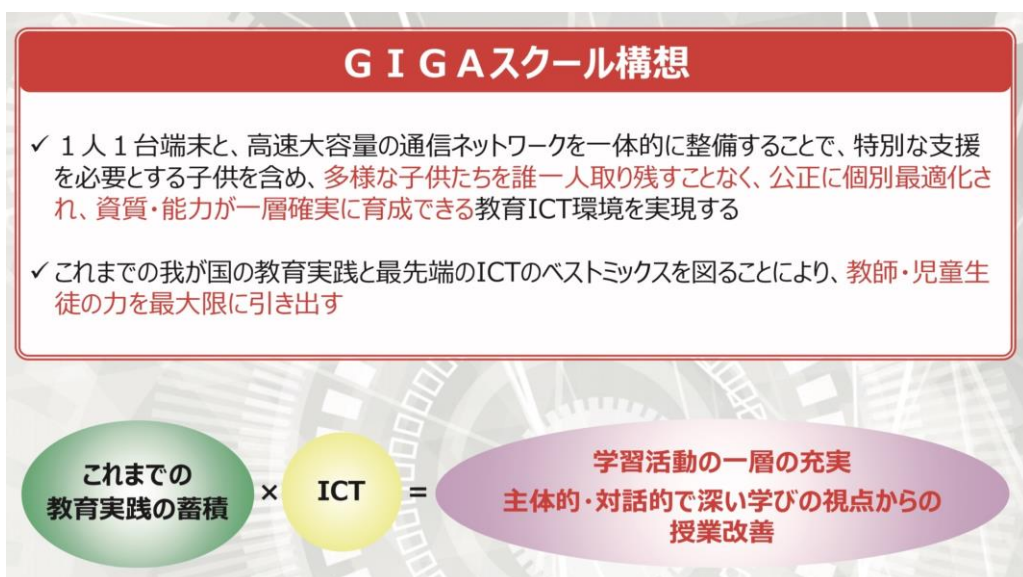 ＧＩＧＡスクール構想
✓ １人１台端末と、高速大容量の通信ネットワークを一体的に整備することで、特別な支援
を必要とする子供を含め、多様な子供たちを誰一人取り残すことなく、公正に個別最適化さ
れ、資質・能力が一層確実に育成できる教育ICT環境を実現する
✓ これまでの我が国の教育実践と最先端のICTのベストミックスを図ることにより、教師・児童生
徒の力を最大限に引き出す
これまでの
教育実践の蓄積
×
ICT
＝
学習活動の一層の充実
主体的・対話的で深い学びの視点からの
授業改善